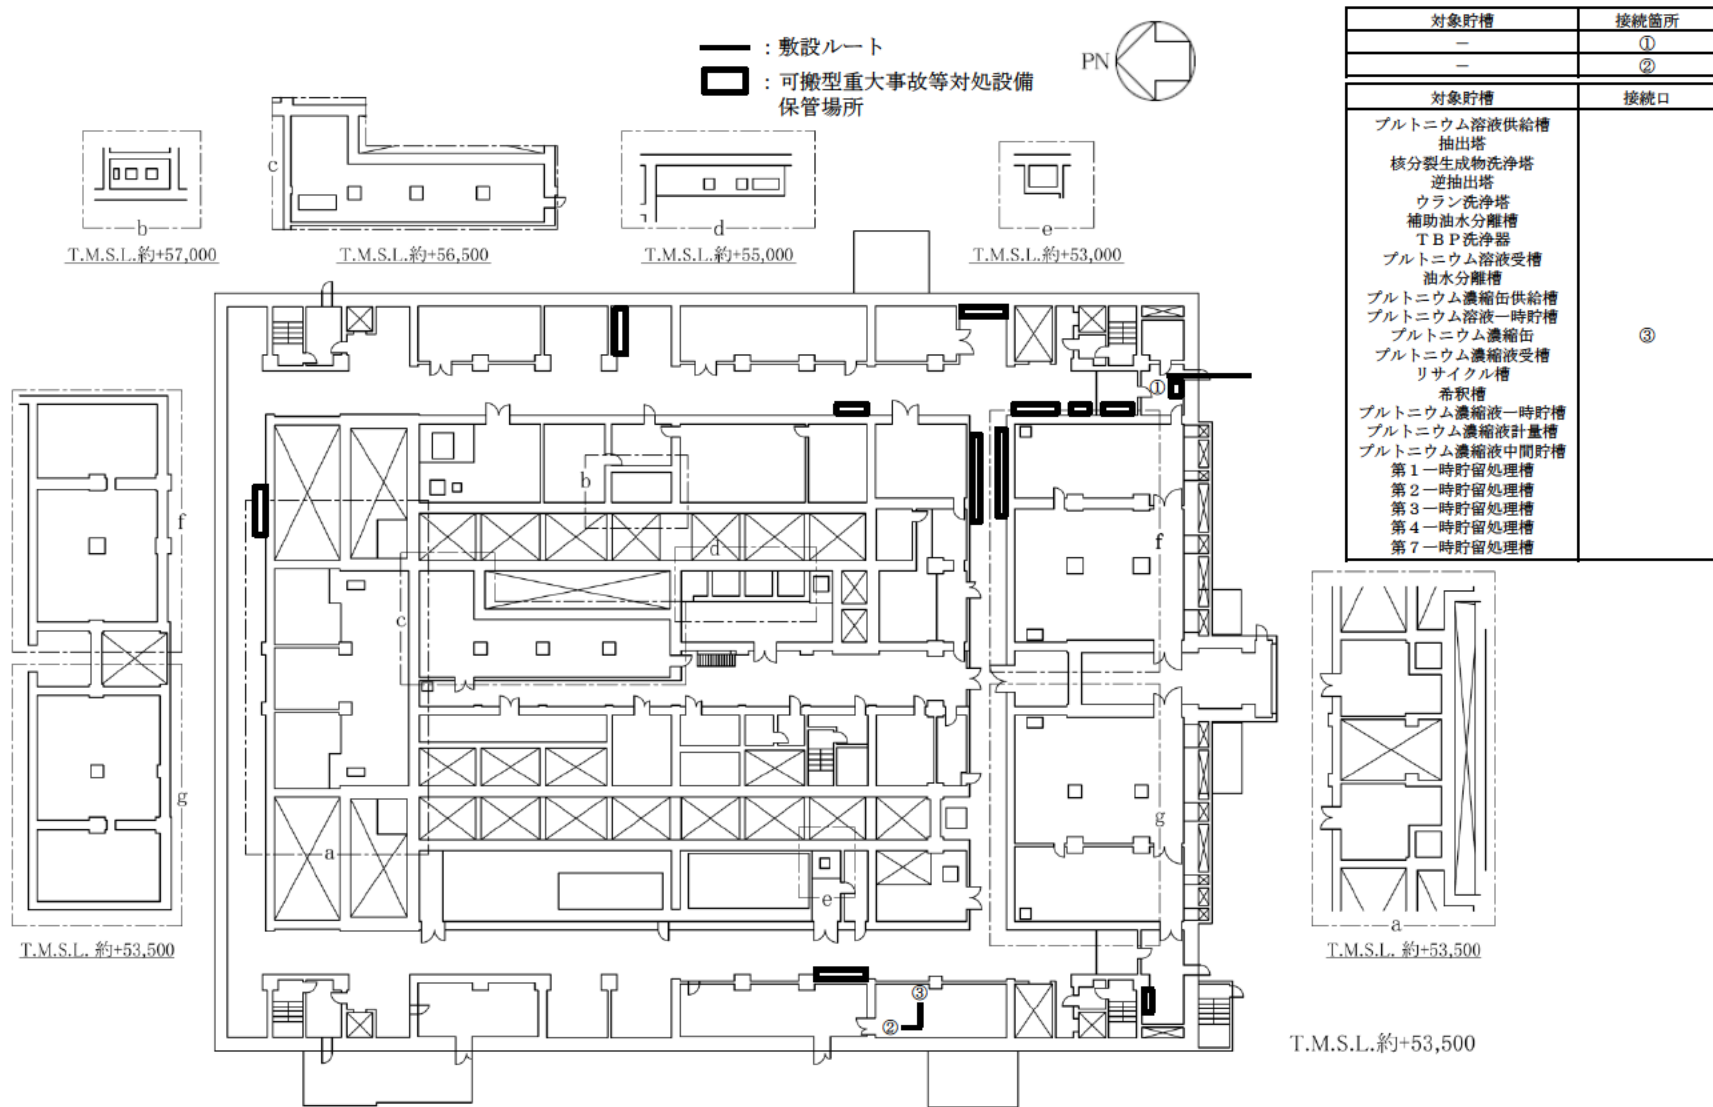 ：敷設ルート
：可搬型重大事故等対処設備
保管場所
PN
対象貯槽 接続箇所
－ ①
－ ②
対象貯槽 接続口
プルトニウム溶液供給槽
抽出塔
核分裂生成物洗浄塔
逆抽出塔
ウラン洗浄塔
補助油水分離槽
ＴＢＰ洗浄器
プルトニウム溶液受槽
油水分離槽
プルトニウム濃縮缶供給槽
プルトニウム溶液一時貯槽
プルトニウム濃縮缶 ③
プルトニウム濃縮液受槽
リサイクル槽
希釈槽
プルトニウム濃縮液一時貯槽
プルトニウム濃縮液計量槽
プルトニウム濃縮液中間貯槽
第１一時貯留処理槽
第２一時貯留処理槽
第３一時貯留処理槽
第４一時貯留処理槽
第７一時貯留処理槽
b
T.M.S.L.約+57,000
c
T.M.S.L.約+56,500
d
T.M.S.L.約+55,000
e
T.M.S.L.約+53,000
f
g
T.M.S.L. 約+53,500
①
b
f
d
c
a
e
g
③
②
a
T.M.S.L. 約+53,500
T.M.S.L.約+53,500